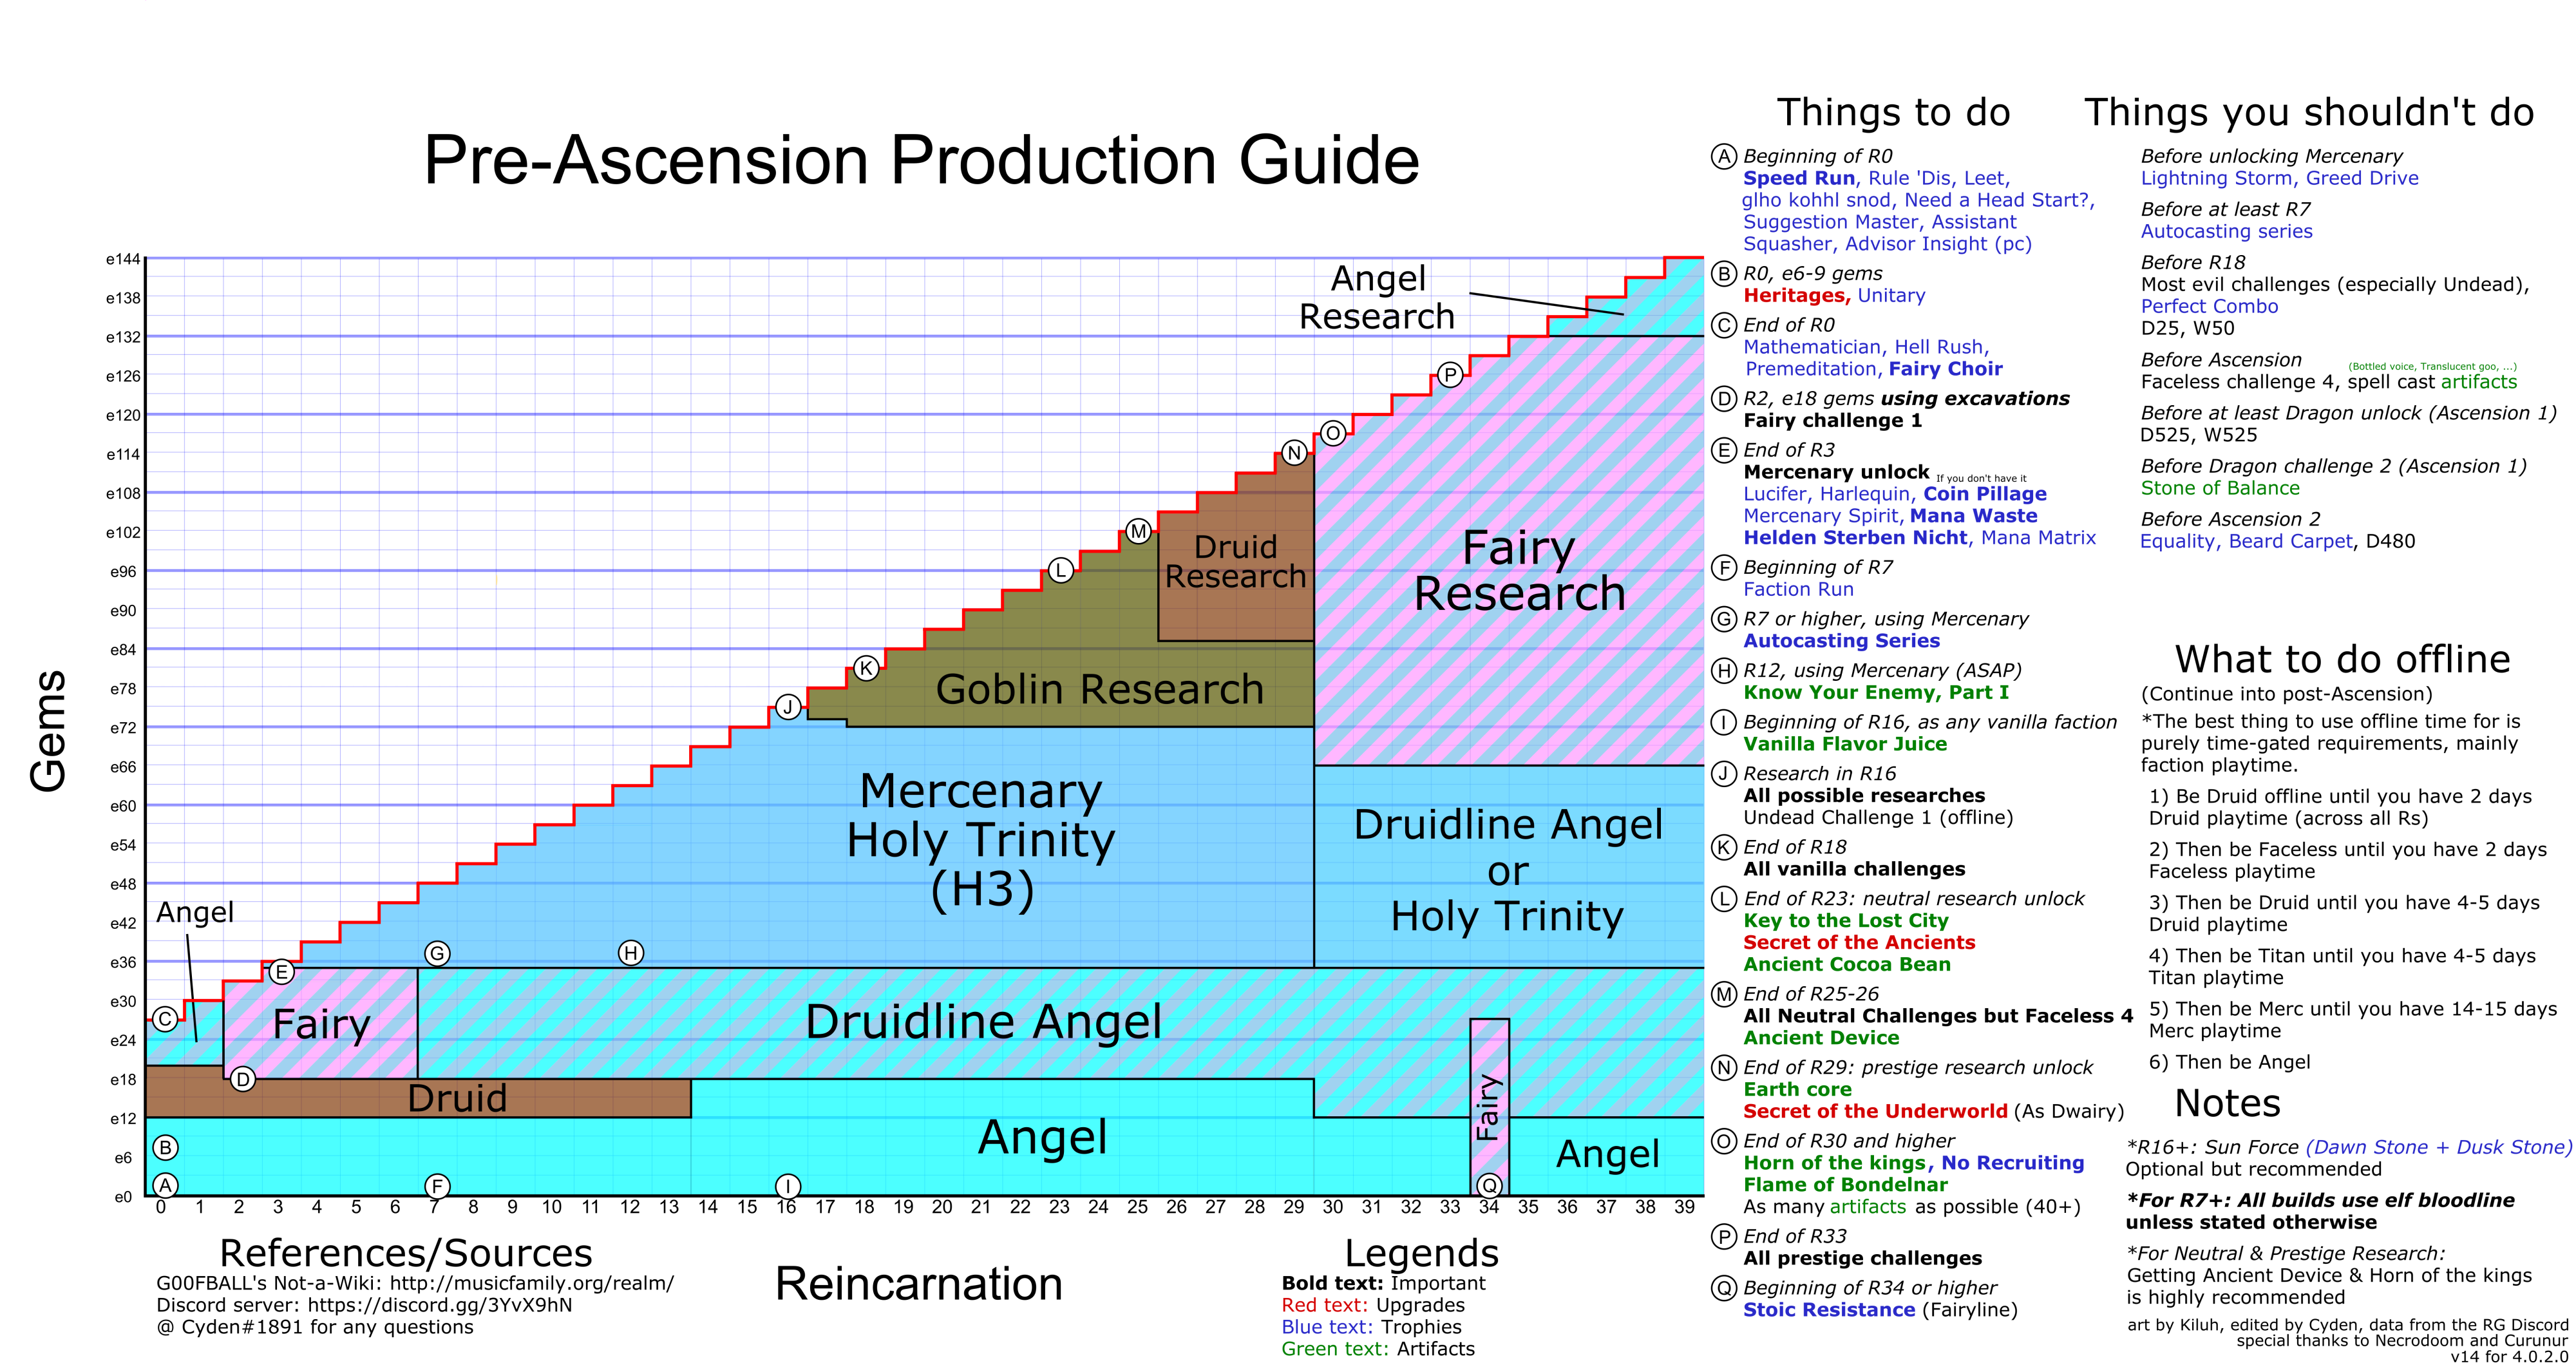 Pre-Ascension Production Guide
Gems
e144
e138
e132
e126
e120
e114
e108
e102
e96
e90
e84
e78
e72
e66
e60
e54
e48
e42
e36
e30
e24
e18
e12
e6
e0
0 1 2 3 4 5 6 7 8 9 10 11 12 13 14 15 16 17 18 19 20 21 22 23 24 25 26 27 28 29 30 31 32 33 34 35 36 37 38 39
Reincarnation
Angel
Research
P
O
N
M
L
K
J
Druid
Research
Fairy
Research
Goblin Research
Mercenary
Holy Trinity
(H3)
Druidline Angel
or
Holy Trinity
Angel
G
H
E
C
Fairy
Druidline Angel
D
Druid
Angel
Fairy
Angel
B
A
F
I
Q
References/Sources
G00FBALL's Not-a-Wiki: http://musicfamily.org/realm/
Discord server: https://discord.gg/3YvX9hN
@ Cyden#1891 for any questions
Legends
Bold text: Important
Red text: Upgrades
Blue text: Trophies
Green text: Artifacts
Things to do
A Beginning of R0
Speed Run, Rule 'Dis, Leet,
glho kohhl snod, Need a Head Start?,
Suggestion Master, Assistant
Squasher, Advisor Insight (pc)
B R0, e6-9 gems
Heritages, Unitary
C End of R0
Mathematician, Hell Rush,
Premeditation, Fairy Choir
D R2, e18 gems using excavations
Fairy challenge 1
E End of R3
Mercenary unlock If you don't have it
Lucifer, Harlequin, Coin Pillage
Mercenary Spirit, Mana Waste
Helden Sterben Nicht, Mana Matrix
F Beginning of R7
Faction Run
G R7 or higher, using Mercenary
Autocasting Series
H R12, using Mercenary (ASAP)
Know Your Enemy, Part I
I Beginning of R16, as any vanilla faction
Vanilla Flavor Juice
J Research in R16
All possible researches
Undead Challenge 1 (offline)
K End of R18
All vanilla challenges
L End of R23: neutral research unlock
Key to the Lost City
Secret of the Ancients
Ancient Cocoa Bean
M End of R25-26
All Neutral Challenges but Faceless 4
Ancient Device
N End of R29: prestige research unlock
Earth core
Secret of the Underworld (As Dwairy)
O End of R30 and higher
Horn of the kings, No Recruiting
Flame of Bondelnar
As many artifacts as possible (40+)
P End of R33
All prestige challenges
Q Beginning of R34 or higher
Stoic Resistance (Fairyline)
Things you shouldn't do
Before unlocking Mercenary
Lightning Storm, Greed Drive
Before at least R7
Autocasting series
Before R18
Most evil challenges (especially Undead),
Perfect Combo
D25, W50
Before Ascension (Bottled voice, Translucent goo, ...)
Faceless challenge 4, spell cast artifacts
Before at least Dragon unlock (Ascension 1)
D525, W525
Before Dragon challenge 2 (Ascension 1)
Stone of Balance
Before Ascension 2
Equality, Beard Carpet, D480
What to do offline
(Continue into post-Ascension)
*The best thing to use offline time for is
purely time-gated requirements, mainly
faction playtime.
1) Be Druid offline until you have 2 days
Druid playtime (across all Rs)
2) Then be Faceless until you have 2 days
Faceless playtime
3) Then be Druid until you have 4-5 days
Druid playtime
4) Then be Titan until you have 4-5 days
Titan playtime
5) Then be Merc until you have 14-15 days
Merc playtime
6) Then be Angel
Notes
*R16+: Sun Force (Dawn Stone + Dusk Stone)
Optional but recommended
*For R7+: All builds use elf bloodline
unless stated otherwise
*For Neutral & Prestige Research:
Getting Ancient Device & Horn of the kings
is highly recommended
art by Kiluh, edited by Cyden, data from the RG Discord
special thanks to Necrodoom and Curunur
v14 for 4.0.2.0